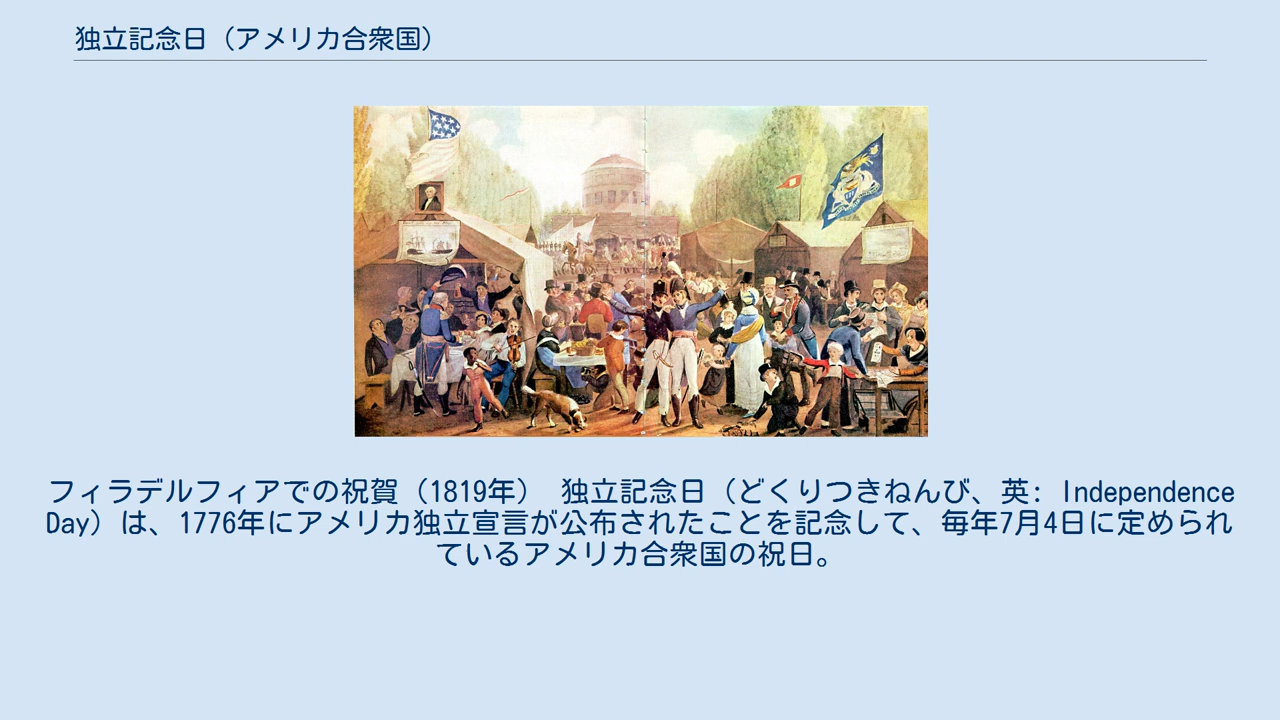 独立記念日（アメリカ合衆国）
フィラデルフィアでの祝賀（1819年） 独立記念日（どくりつきねんび、英: Independence
Day）は、1776年にアメリカ独立宣言が公布されたことを記念して、毎年7月4日に定められ
ているアメリカ合衆国の祝日。